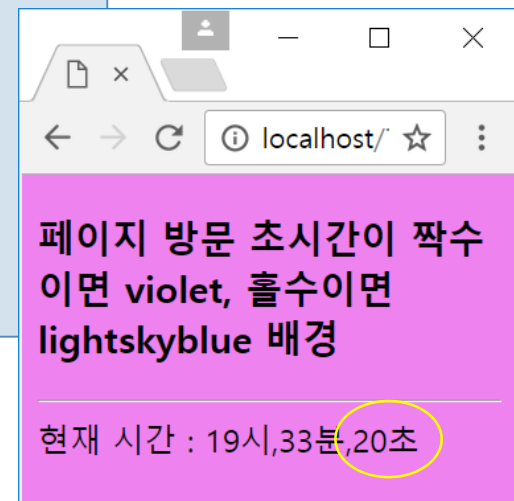 localhost/
페이지 방문 초시간이 짝수
이면 violet, 홀수이면
lightskyblue 배경
현재 시간 : 19시,33분,20초